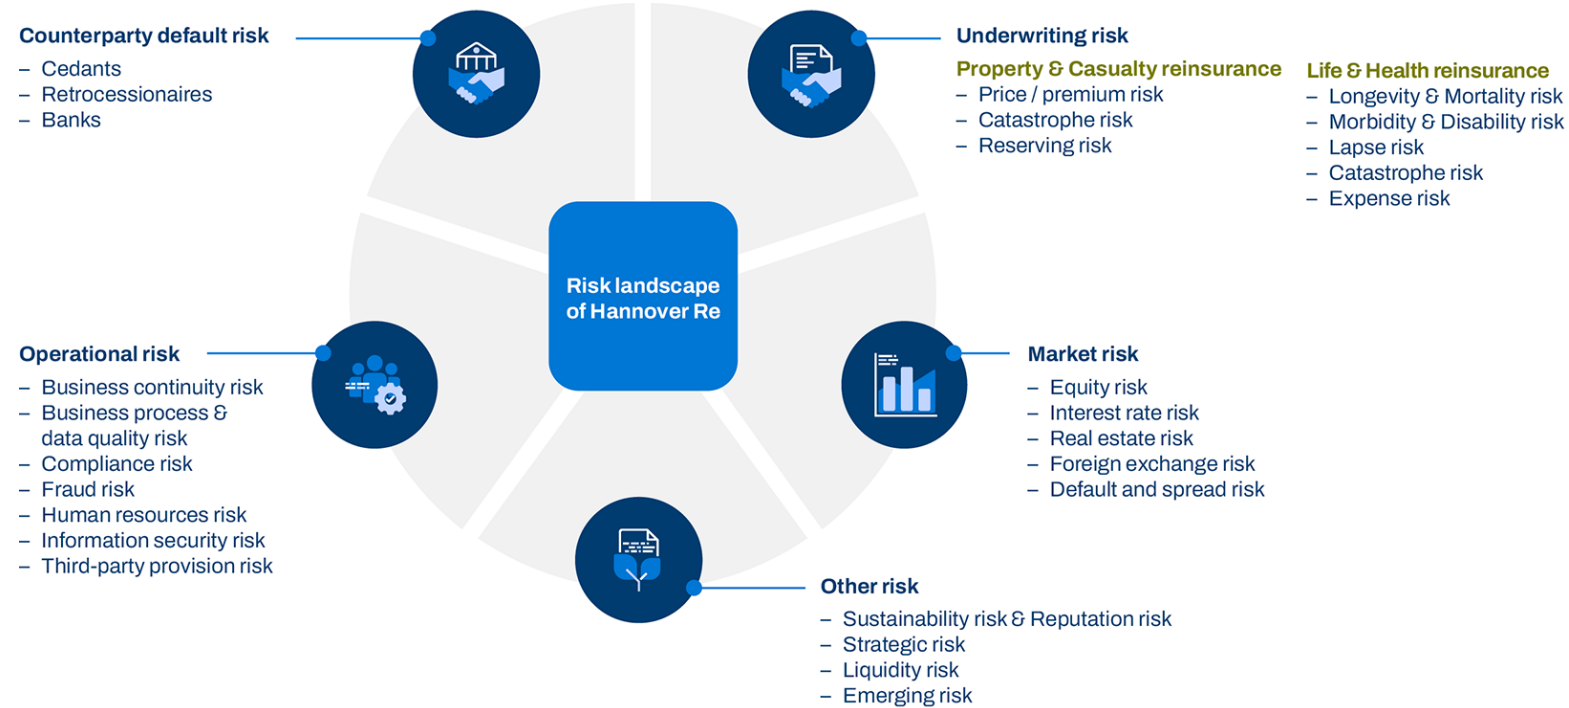 Counterparty default risk
– Cedants
– Retrocessionaires
– Banks
Underwriting risk
Property & Casualty reinsurance
– Price / premium risk
– Catastrophe risk
– Reserving risk
Life & Health reinsurance
– Longevity & Mortality risk
– Morbidity & Disability risk
– Lapse risk
– Catastrophe risk
– Expense risk
Risk landscape
of Hannover Re
Operational risk
– Business continuity risk
– Business process &
data quality risk
– Compliance risk
– Fraud risk
– Human resources risk
– Information security risk
– Third-party provision risk
Market risk
– Equity risk
– Interest rate risk
– Real estate risk
– Foreign exchange risk
– Default and spread risk
Other risk
– Sustainability risk & Reputation risk
– Strategic risk
– Liquidity risk
– Emerging risk